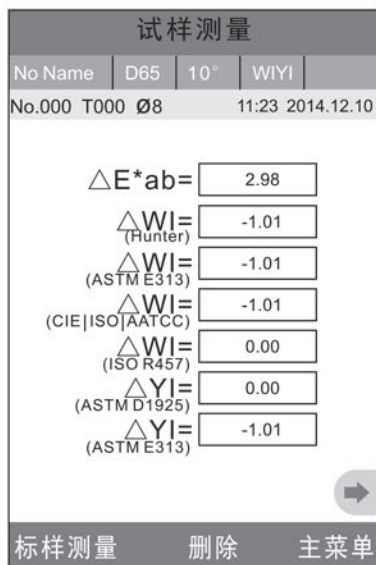 试样测量
No Name D65 10° WIYI
No.000 T000 Ø8 11:23 2014.12.10
△E*ab= 2.98
△WI= -1.01
(Hunter)
△WI= -1.01
(ASTM E313)
△WI= -1.01
(CIE|ISO|AATCC)
△WI= 0.00
(ISO R457)
△YI= 0.00
(ASTM D1925)
△YI= -1.01
(ASTM E313)
标样测量 删除 主菜单